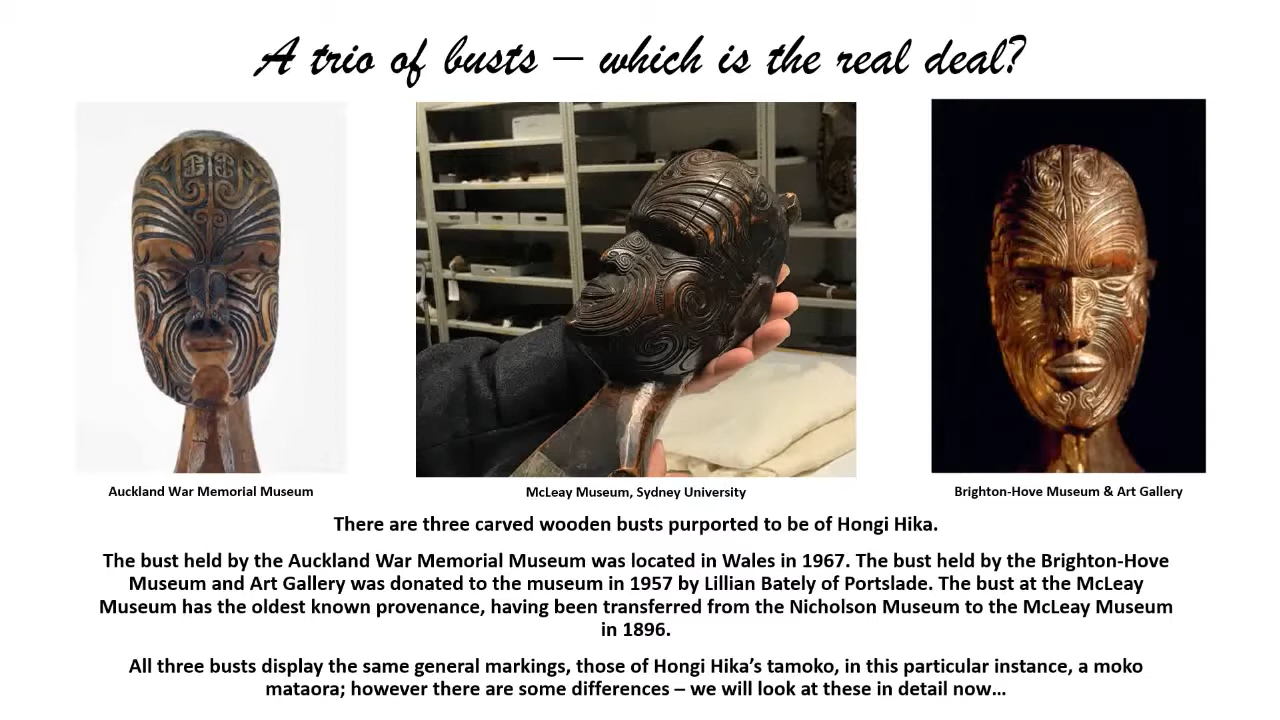 A trio of busts – which is the real deal?
Auckland War Memorial Museum
McLeay Museum, Sydney University
Brighton-Hove Museum & Art Gallery
There are three carved wooden busts purported to be of Hongi Hika.
The bust held by the Auckland War Memorial Museum was located in Wales in 1967. The bust held by the Brighton-Hove
Museum and Art Gallery was donated to the museum in 1957 by Lillian Bately of Portslade. The bust at the McLeay
Museum has the oldest known provenance, having been transferred from the Nicholson Museum to the McLeay Museum
in 1896.
All three busts display the same general markings, those of Hongi Hika’s tamoko, in this particular instance, a moko
mataora; however there are some differences – we will look at these in detail now…